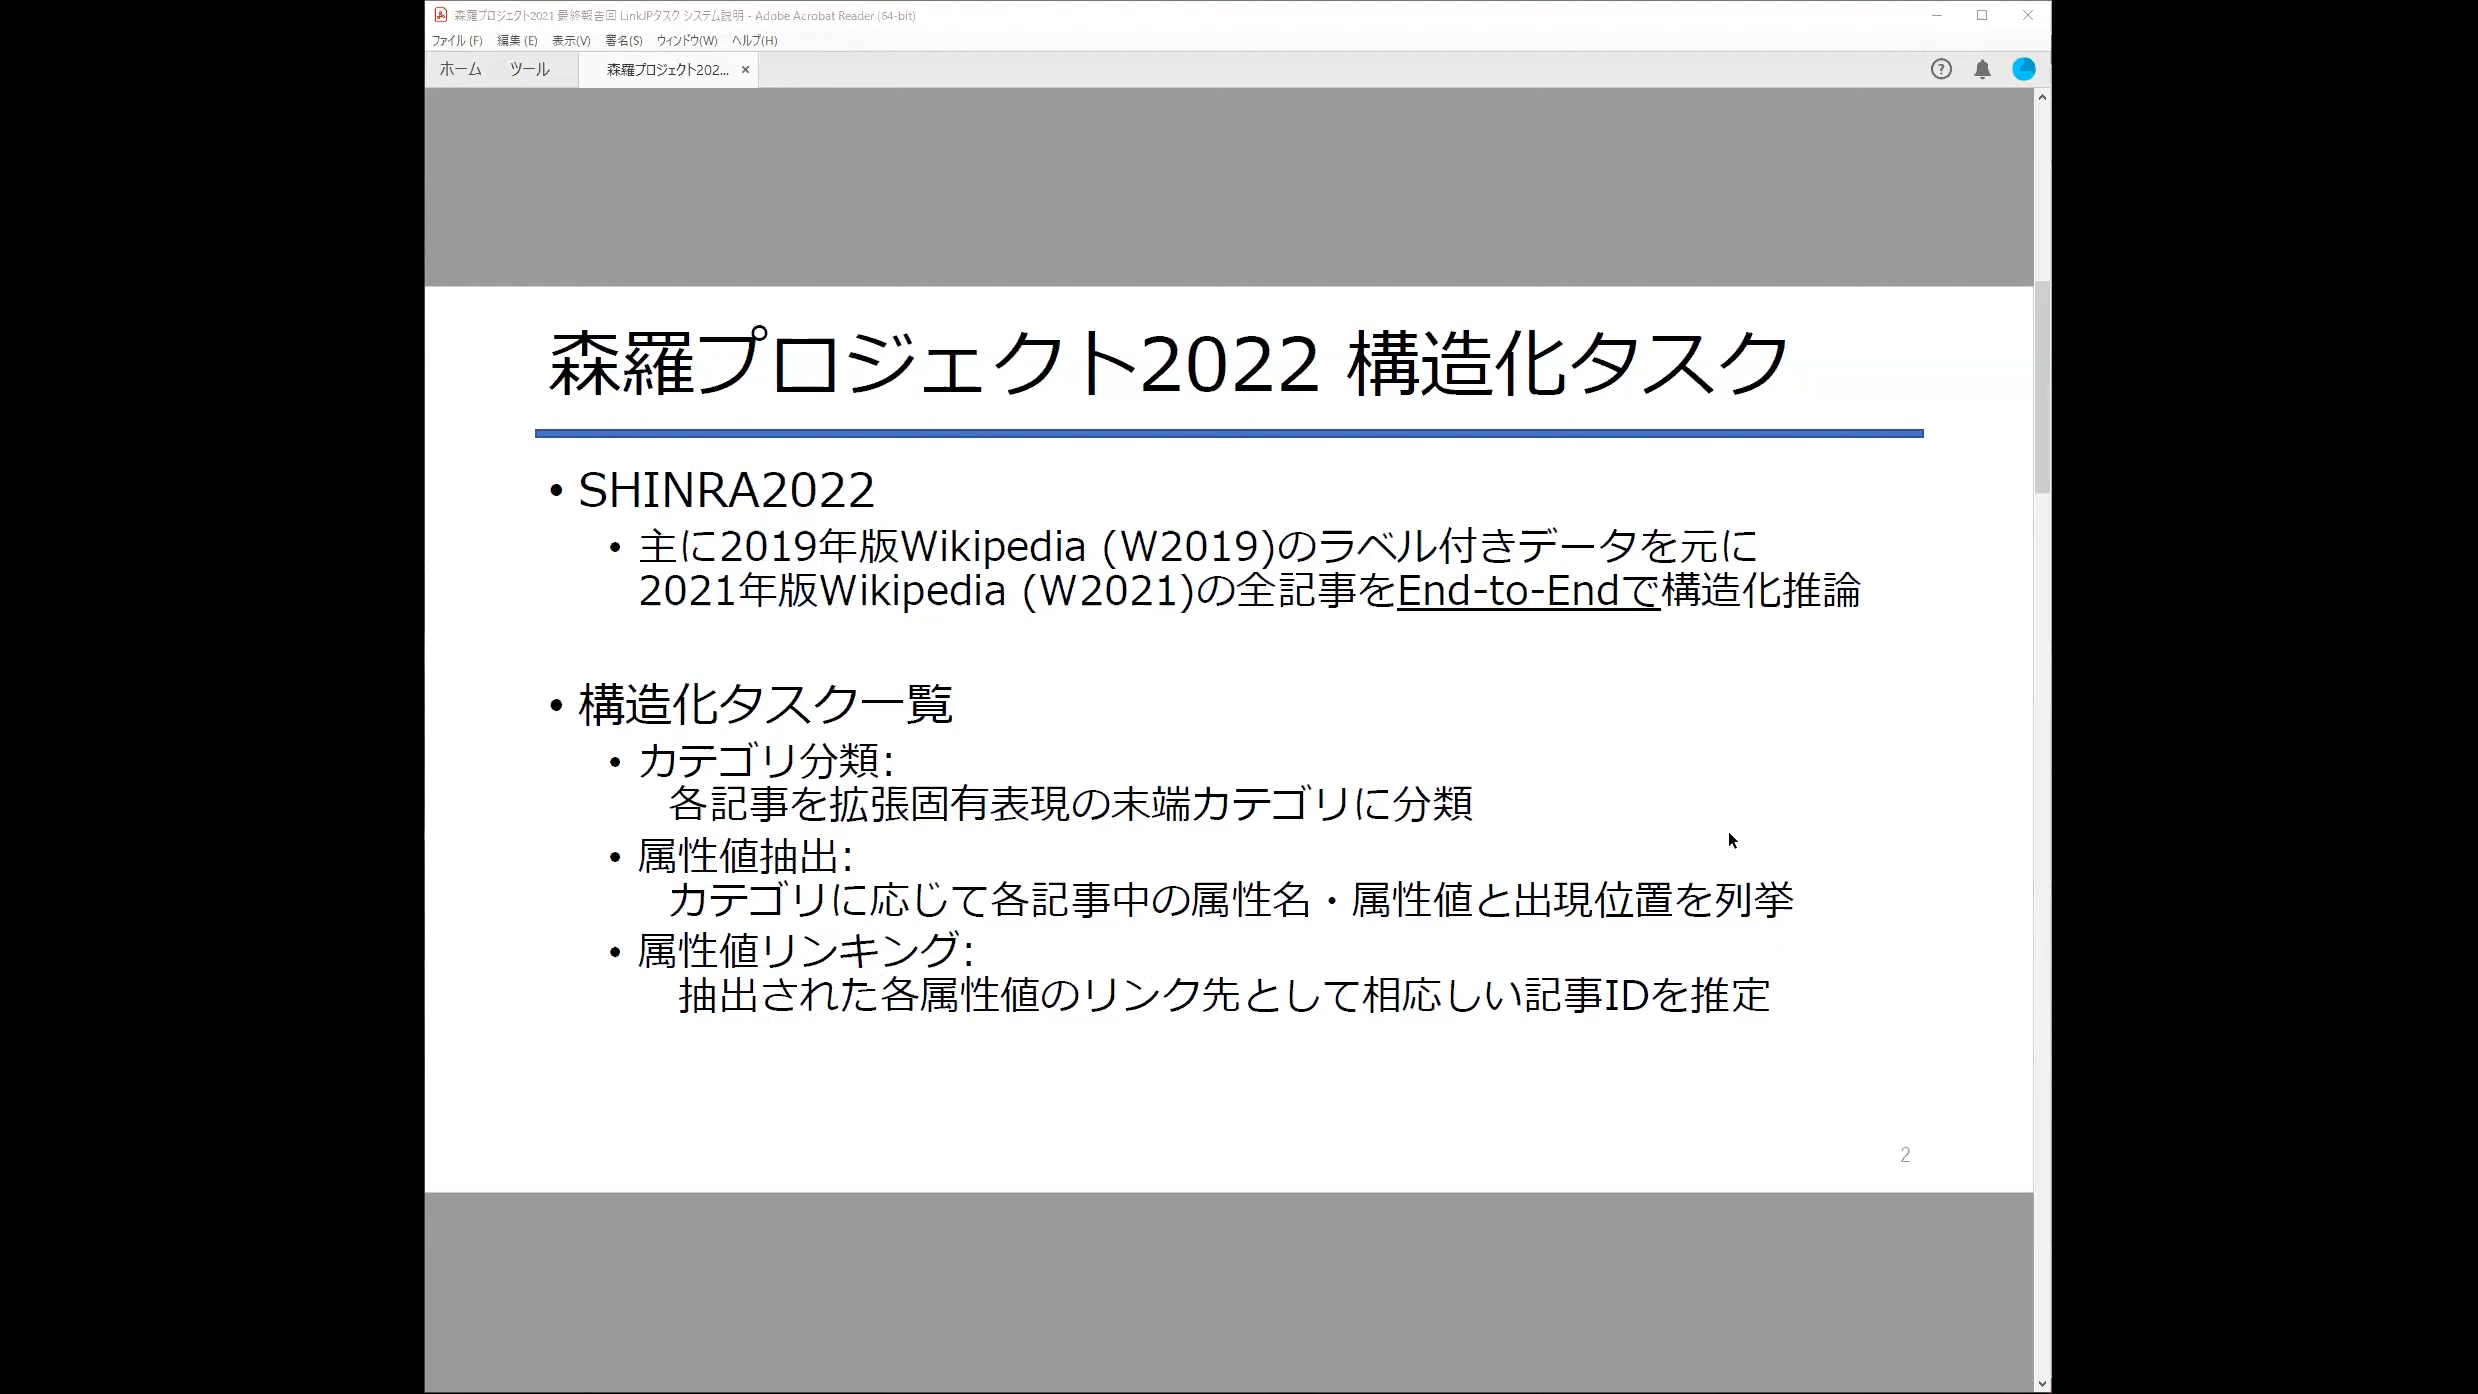 森羅プロジェクト2021 最終報告回 LinkJPタスク システム説明 - Adobe Acrobat Reader (64-bit)
ファイル(F) 編集(E) 表示(V) 署名(S) ウィンドウ(W) ヘルプ(H)
ホーム ツール 森羅プロジェクト202... ×
森羅プロジェクト2022 構造化タスク
• SHINRA2022
• 主に2019年版Wikipedia (W2019)のラベル付きデータを元に
2021年版Wikipedia (W2021)の全記事をEnd-to-Endで構造化推論
• 構造化タスク一覧
• カテゴリ分類:
各記事を拡張固有表現の末端カテゴリに分類
• 属性値抽出:
カテゴリに応じて各記事中の属性名・属性値と出現位置を列挙
• 属性値リンキング:
抽出された各属性値のリンク先として相応しい記事IDを推定
2